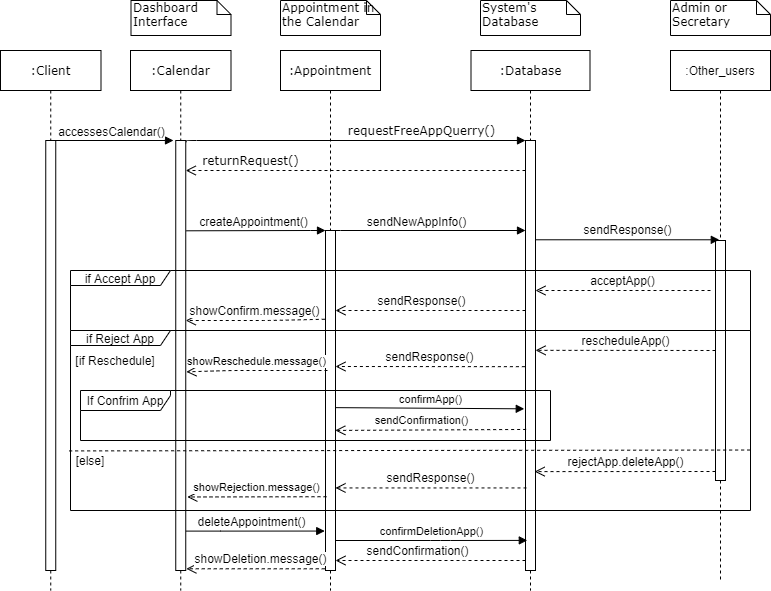 Dashboard
Interface
Appointment in
the Calendar
System's
Database
Admin or
Secretary
:Client
:Calendar
:Appointment
:Database
:Other_users
accessesCalendar()
requestFreeAppQuerry()
returnRequest()
createAppointment()
sendNewAppInfo()
sendResponse()
if Accept App
acceptApp()
sendResponse()
showConfirm.message()
if Reject App
rescheduleApp()
[if Reschedule]
showReschedule.message()
sendResponse()
If Confrim App
confirmApp()
sendConfirmation()
[else]
rejectApp.deleteApp()
sendResponse()
showRejection.message()
deleteAppointment()
confirmDeletionApp()
sendConfirmation()
showDeletion.message()